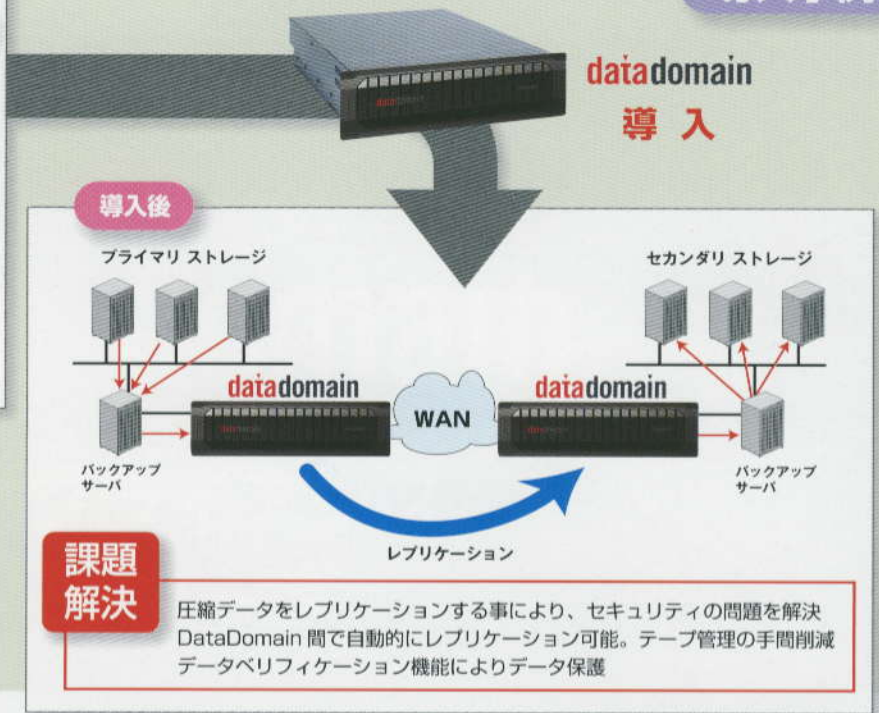 datadomain
導入
導入後
プライマリ ストレージ
セカンダリ ストレージ
datadomain
datadomain
WAN
バックアップ
サーバ
バックアップ
サーバ
レプリケーション
課題
解決
圧縮データをレプリケーションする事により、セキュリティの問題を解決
DataDomain 間で自動的にレプリケーション可能。テープ管理の手間削減
データベリフィケーション機能によりデータ保護